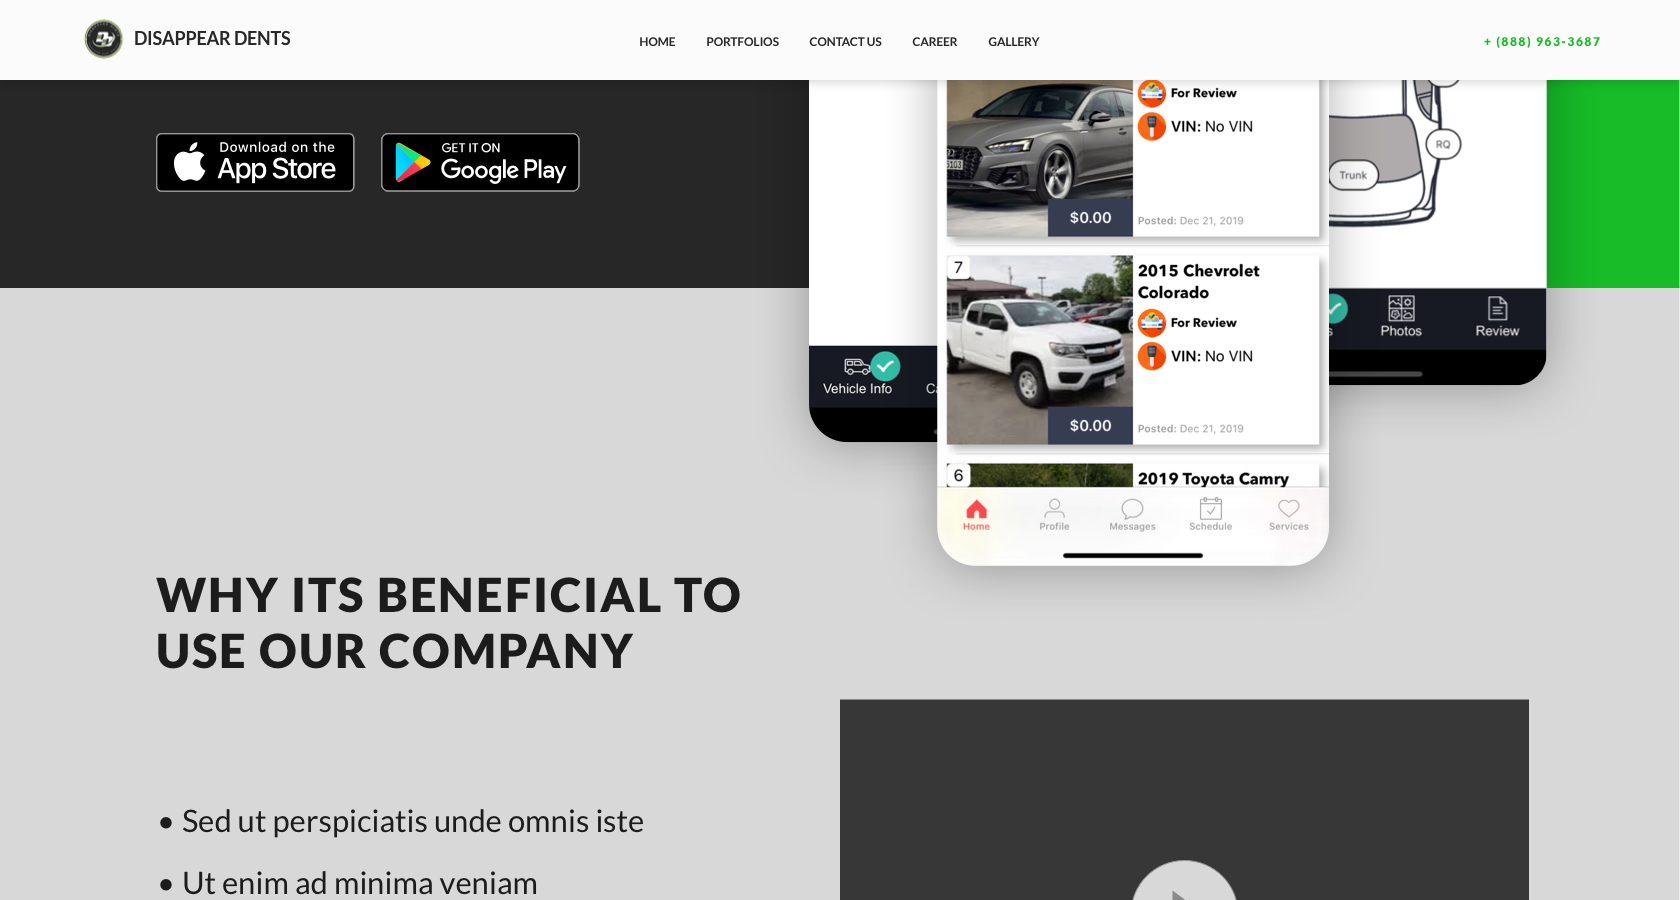 DISAPPEAR DENTS
HOME PORTFOLIOS CONTACT US CAREER GALLERY
+ (888) 963-3687
Download on the
App Store
GET IT ON
Google Play
For Review
VIN: No VIN
$0.00
Posted: Dec 21, 2019
RQ
Trunk
7
2015 Chevrolet
Colorado
For Review
VIN: No VIN
$0.00
Posted: Dec 21, 2019
Photos
Review
Vehicle Info
6
2019 Toyota Camry
Home Profile Messages Schedule Services
WHY ITS BENEFICIAL TO
USE OUR COMPANY
• Sed ut perspiciatis unde omnis iste
• Ut enim ad minima veniam